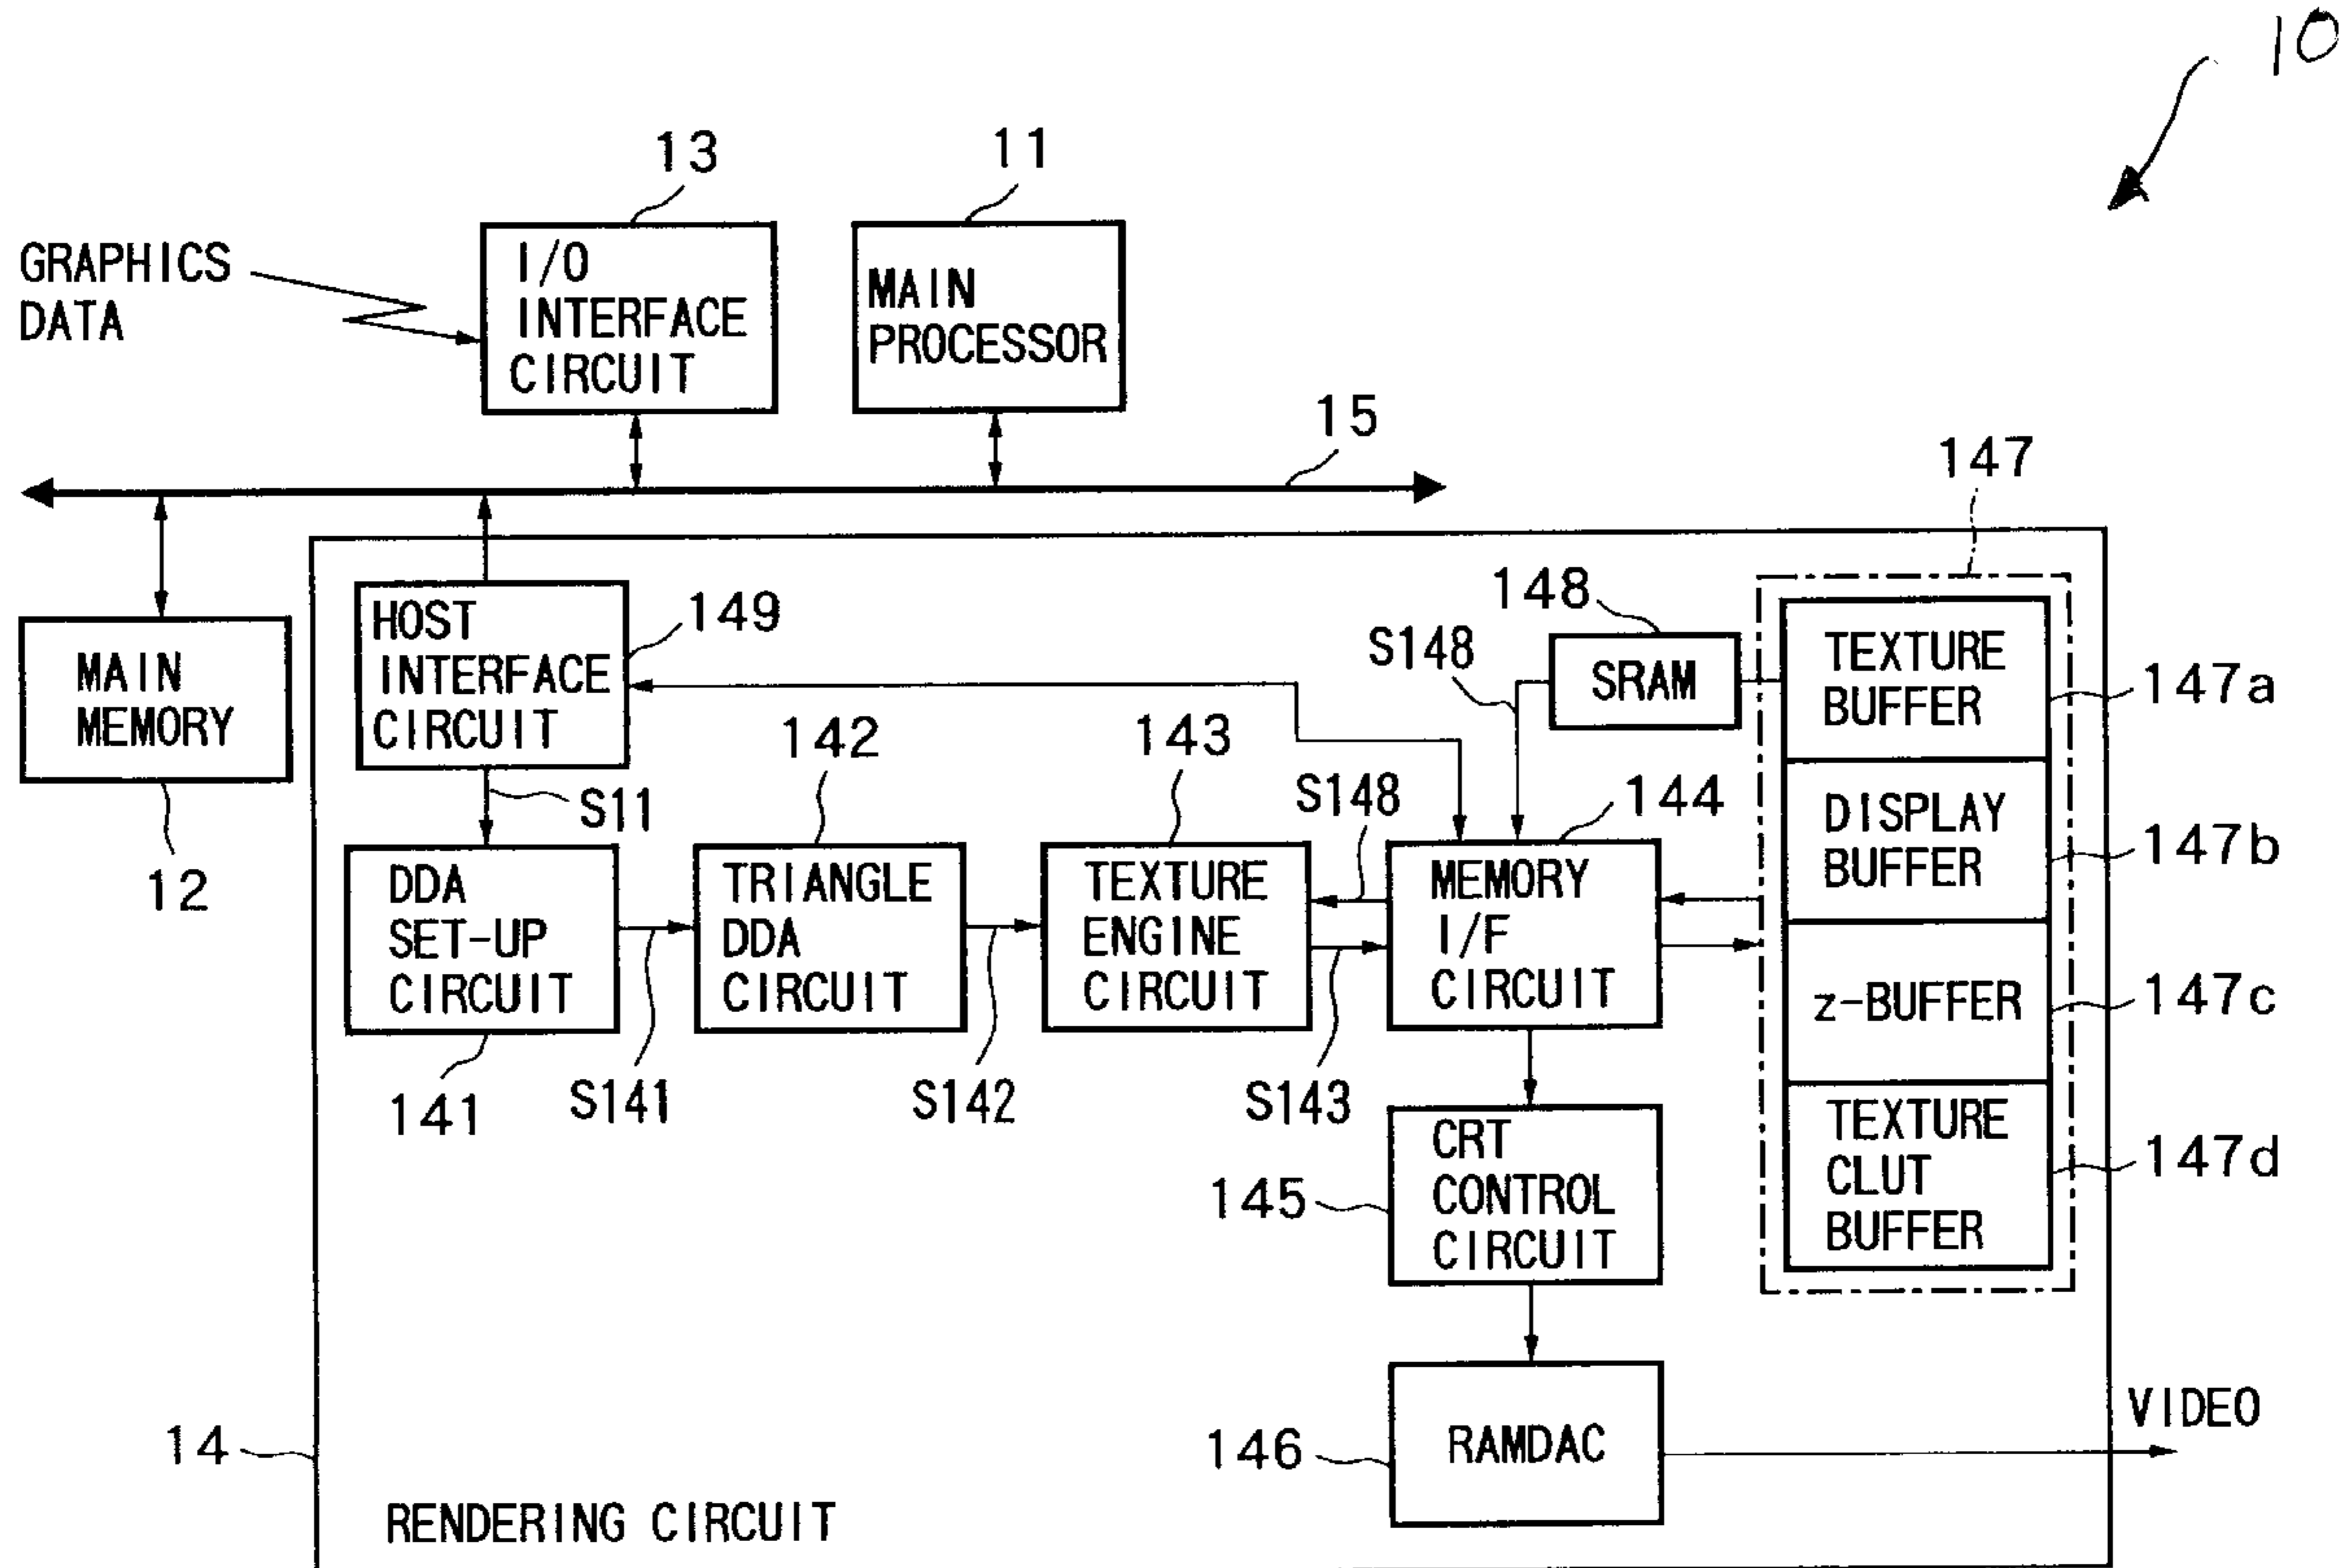 10
13
11
GRAPHICS
DATA
I/O
INTERFACE
CIRCUIT
MAIN
PROCESSOR
15
147
HOST
INTERFACE
CIRCUIT
149
148
S148
SRAM
TEXTURE
BUFFER
147a
MAIN
MEMORY
12
142
143
S11
S148
144
DISPLAY
BUFFER
147b
DDA
SET-UP
CIRCUIT
TRIANGLE
DDA
CIRCUIT
TEXTURE
ENGINE
CIRCUIT
MEMORY
I/F
CIRCUIT
z-BUFFER
147c
141
S141
S142
S143
TEXTURE
CLUT
BUFFER
147d
145
CRT
CONTROL
CIRCUIT
VIDEO
14
146
RAMDAC
RENDERING CIRCUIT